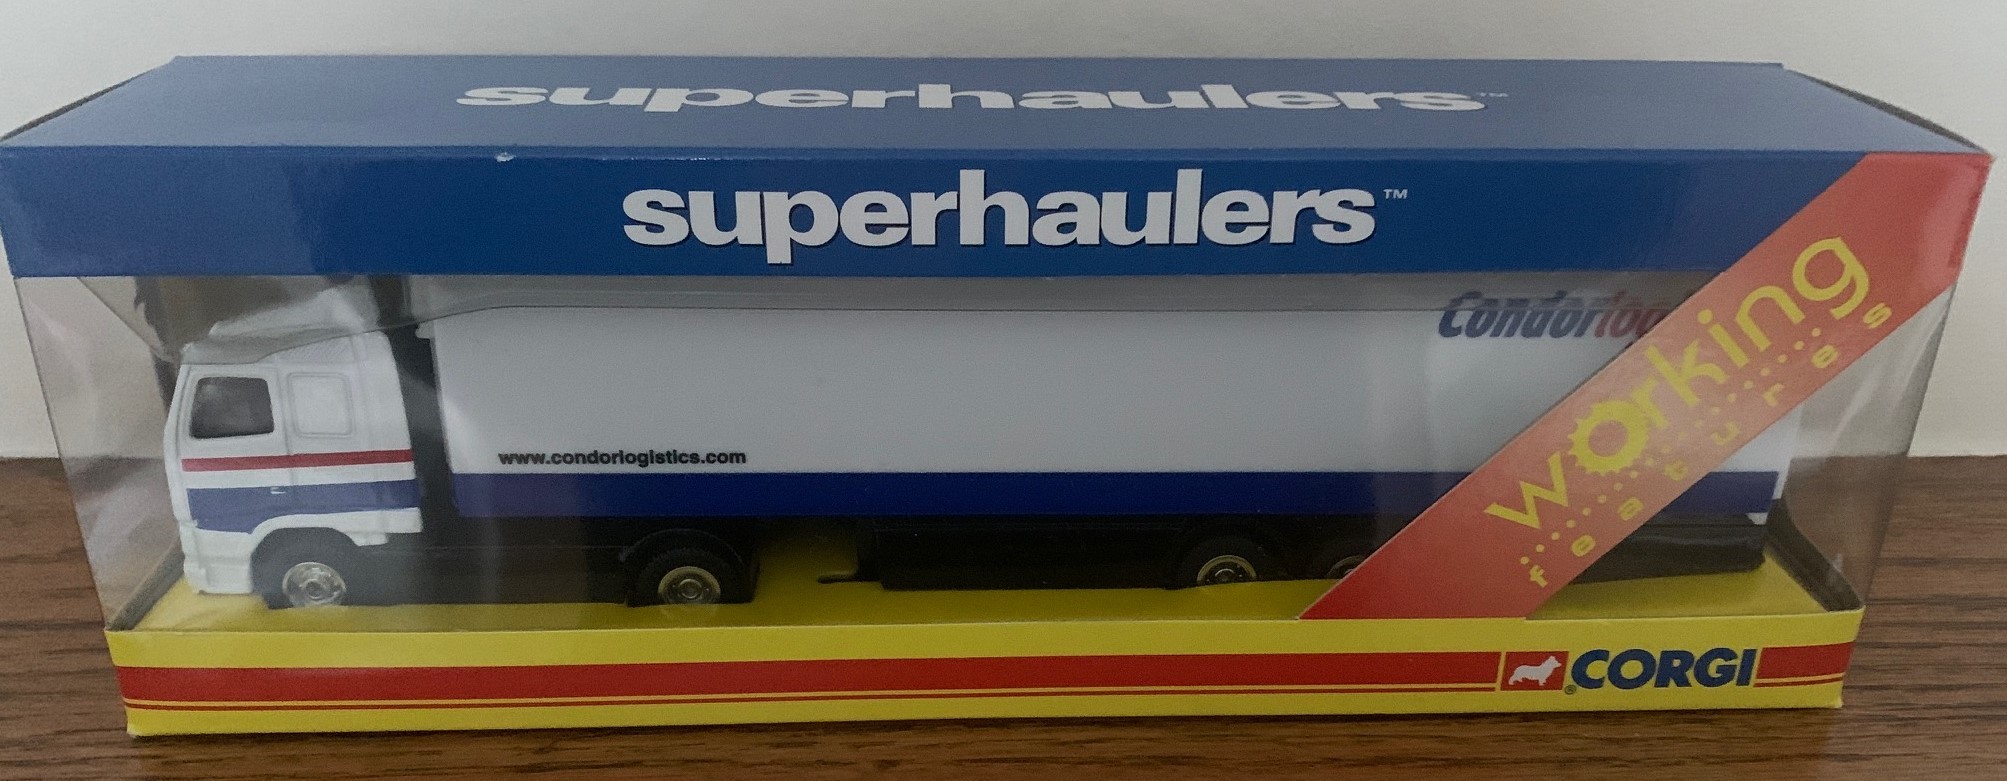 superhaulers™
superhaulers™
Condorlog
www.condorlogistics.com
working
features
CORGI